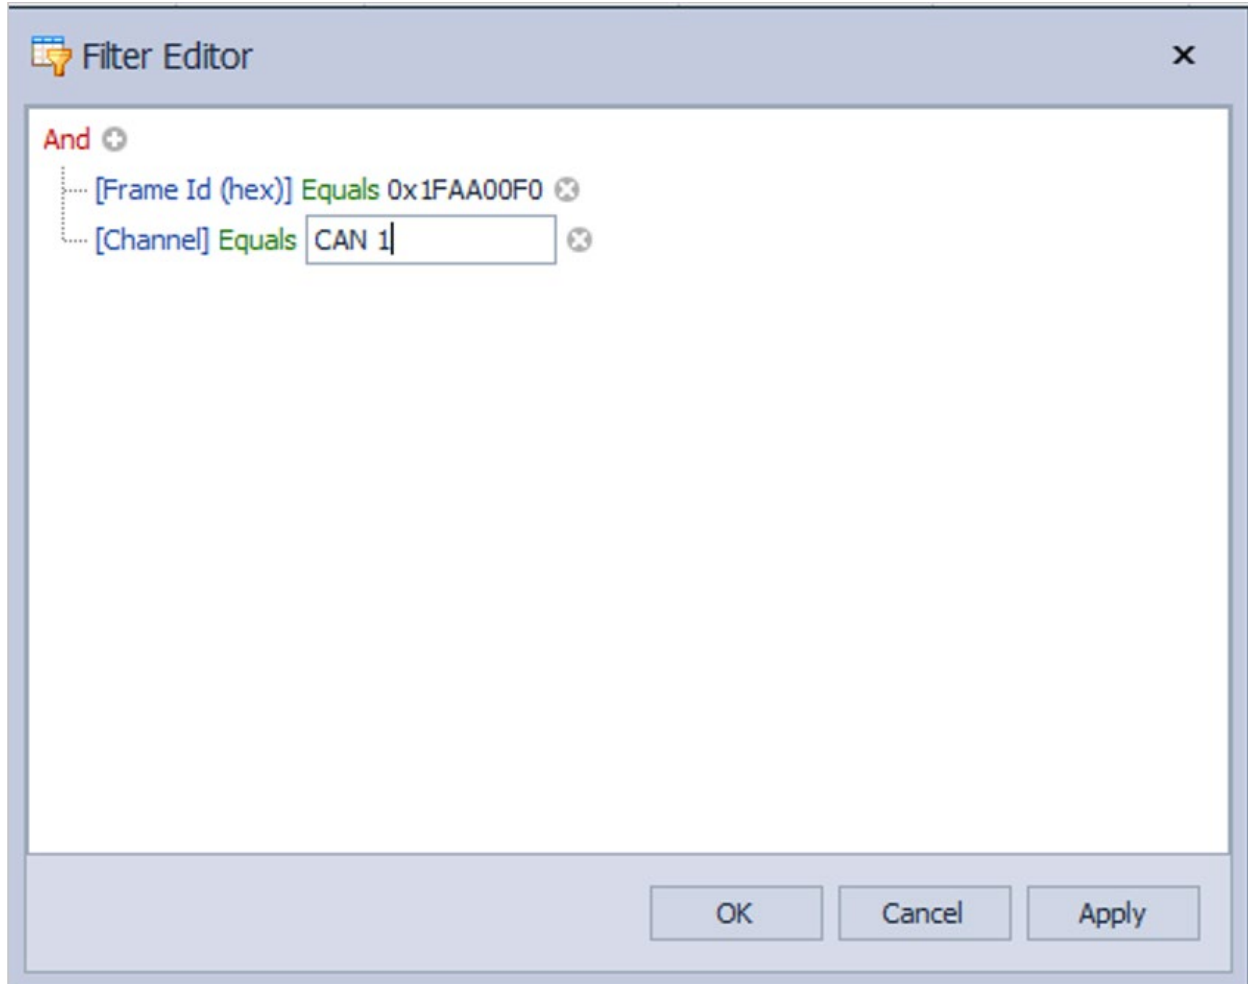 Filter Editor
And
[Frame Id (hex)] Equals 0x1FAA00F0
[Channel] Equals CAN 1
OK Cancel Apply